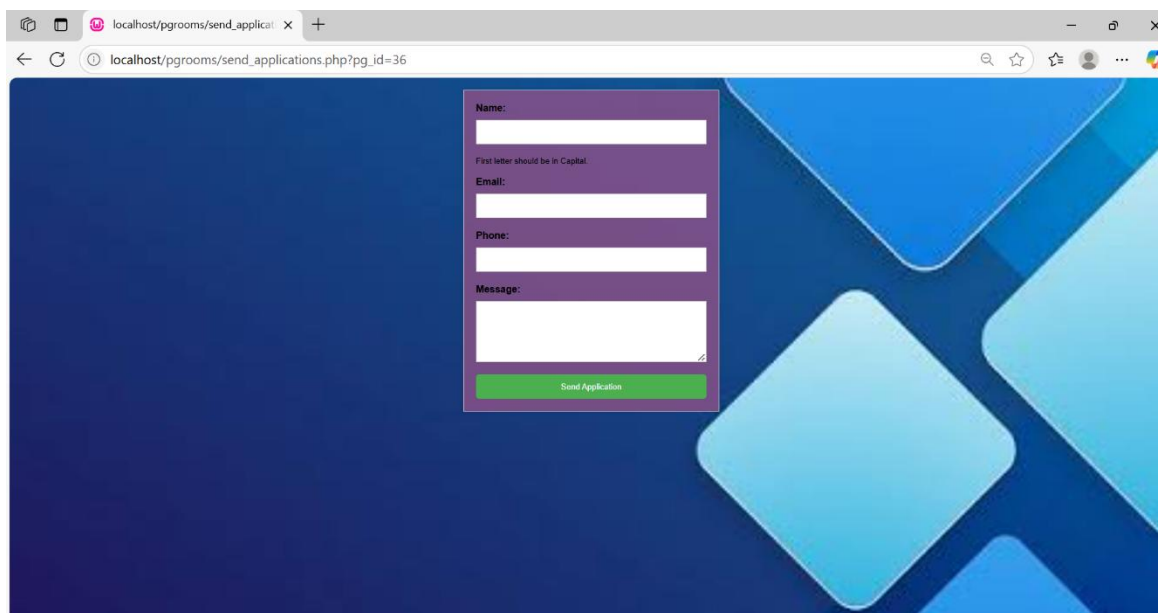 localhost/pgrooms/send_applicat
localhost/pgrooms/send_applications.php?pg_id=36
Name:
First letter should be in Capital.
Email:
Phone:
Message:
Send Application